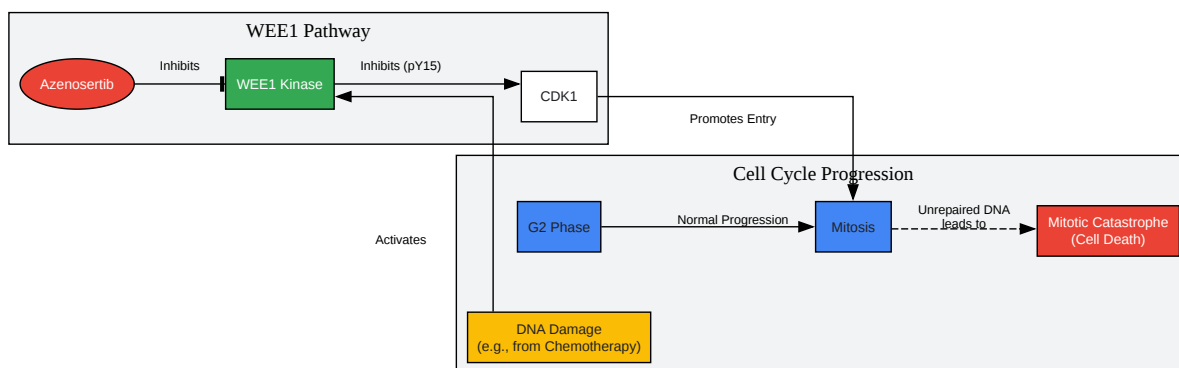 WEE1 Pathway
Azenosertib
Inhibits
WEE1 Kinase
Inhibits (pY15)
CDK1
Promotes Entry
Cell Cycle Progression
G2 Phase
Normal Progression
Mitosis
Unrepaired DNA
leads to
Mitotic Catastrophe
(Cell Death)
Activates
DNA Damage
(e.g., from Chemotherapy)